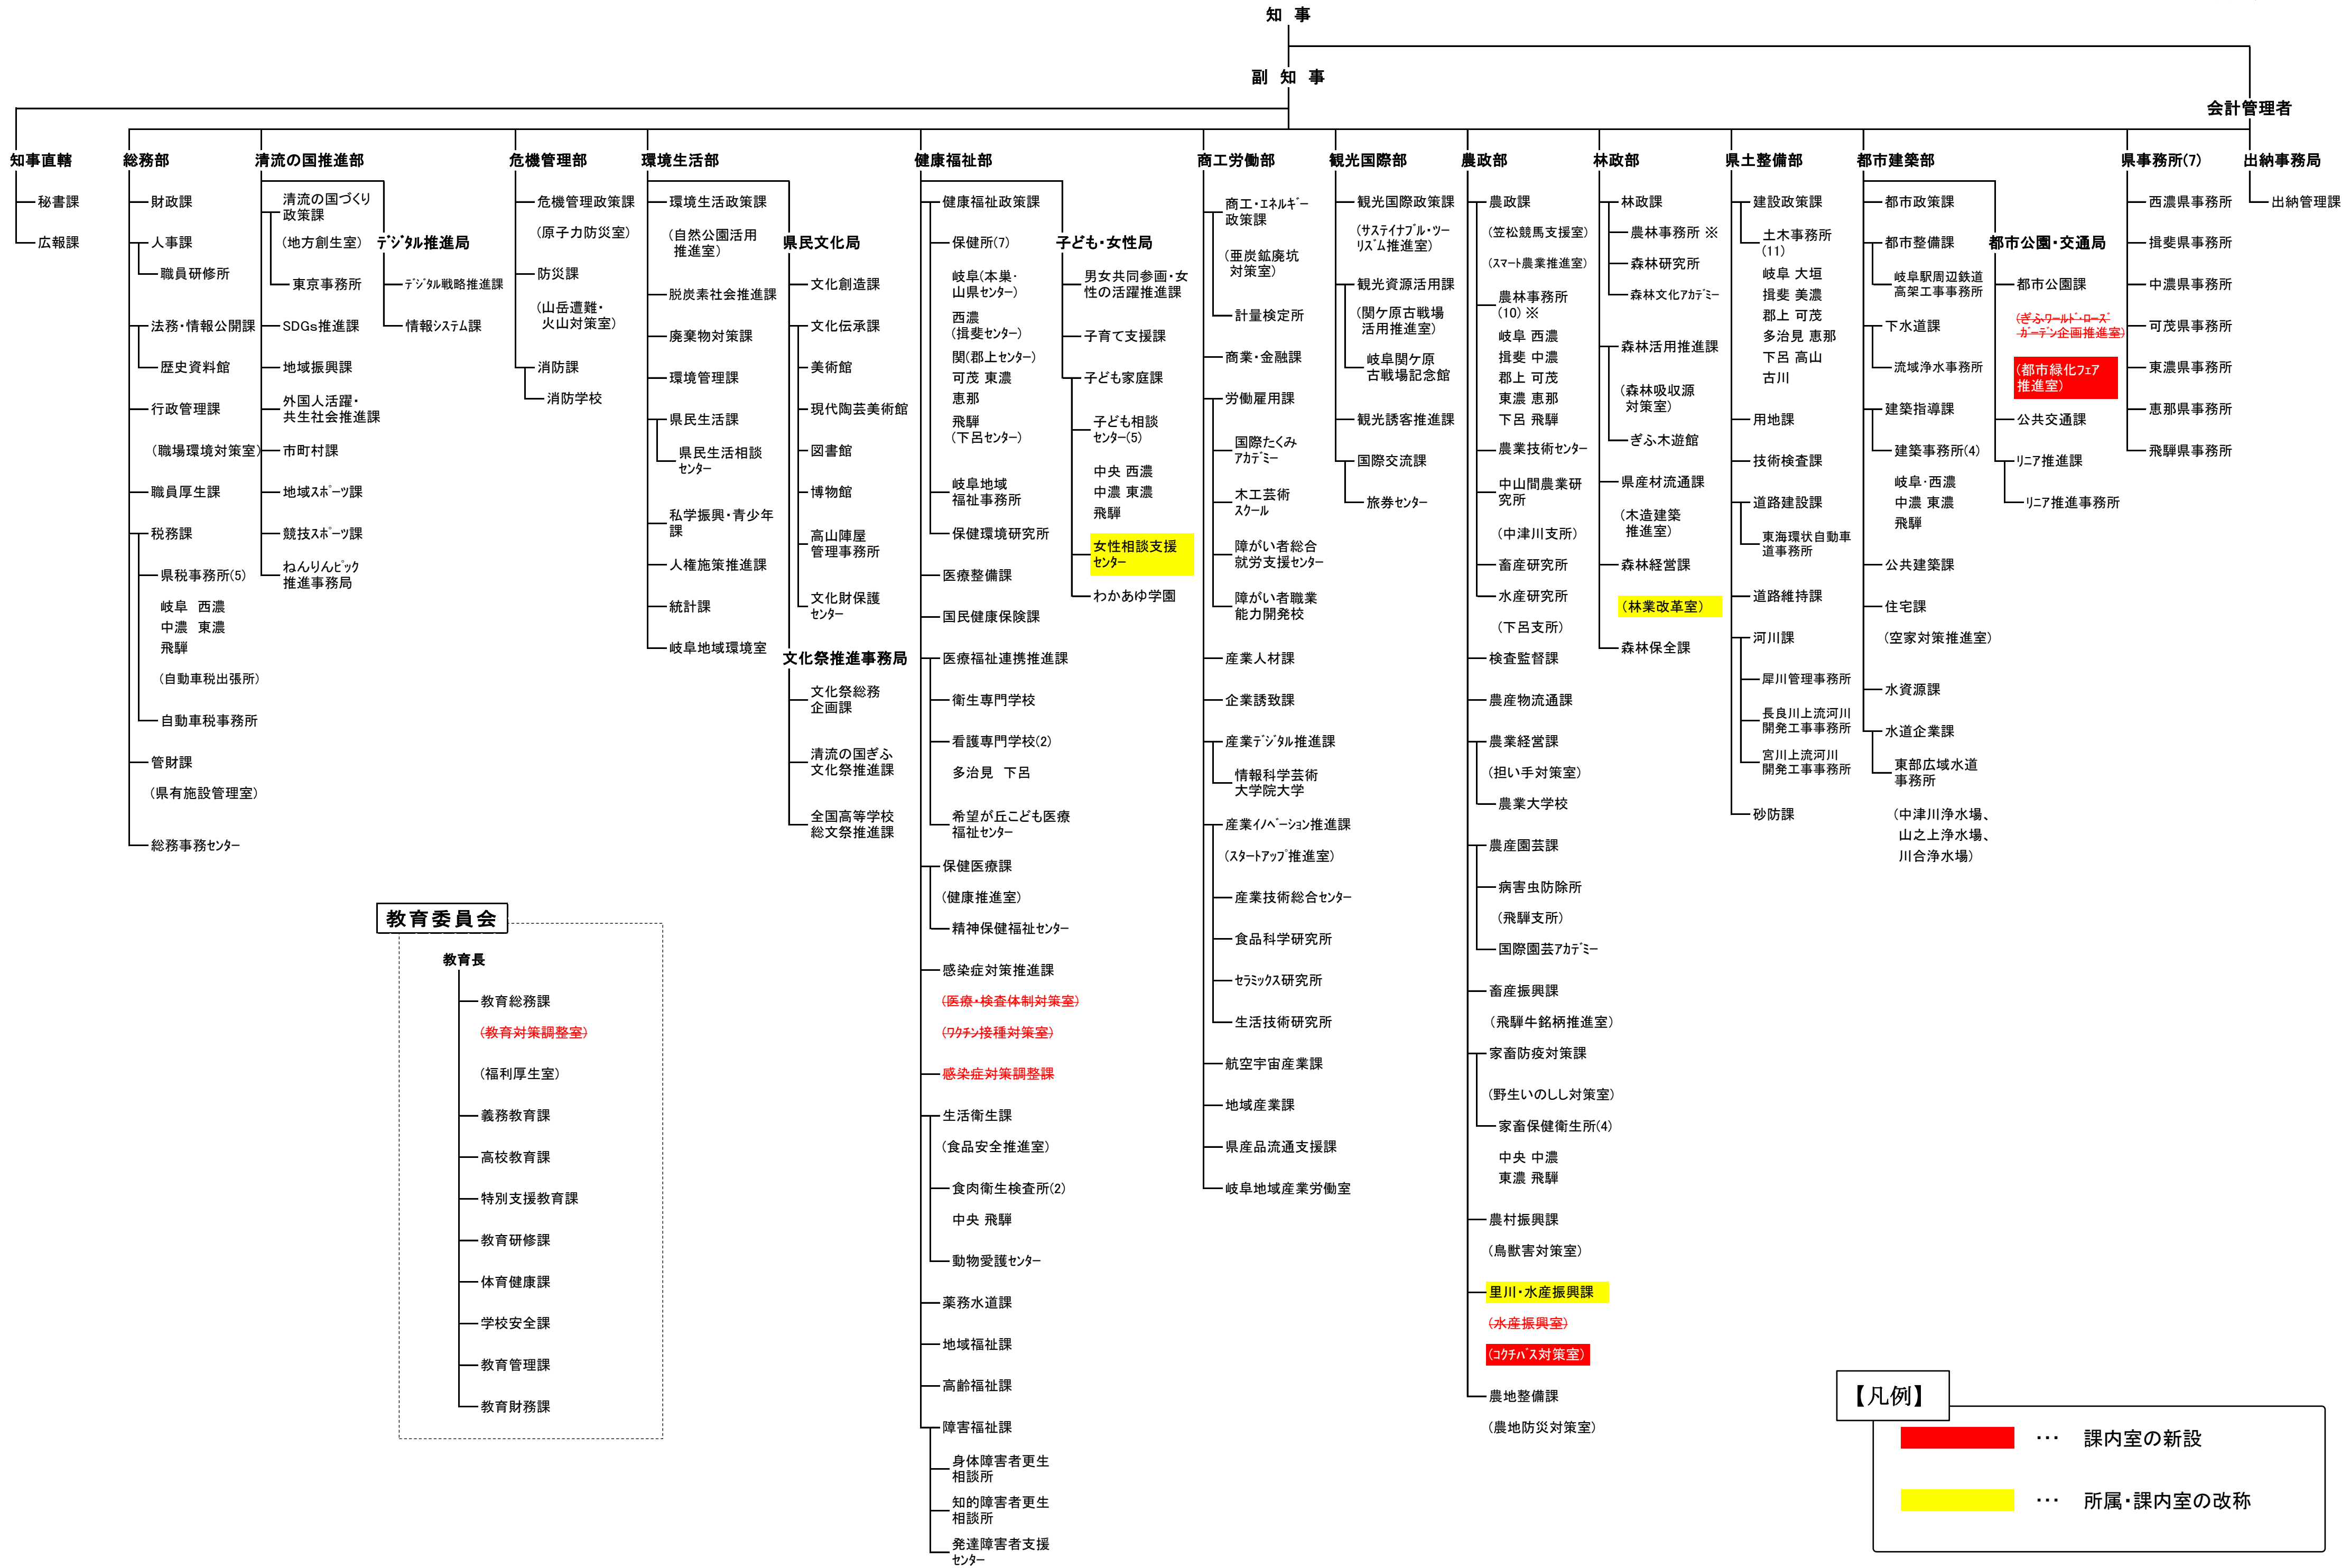 知 事
副 知 事
会計管理者
知事直轄
秘書課
広報課
総務部
財政課
人事課
職員研修所
法務・情報公開課
歴史資料館
行政管理課
(職場環境対策室)
職員厚生課
税務課
県税事務所(5)
岐阜 西濃
中濃 東濃
飛騨
(自動車税出張所)
自動車税事務所
管財課
(県有施設管理室)
総務事務ｾﾝﾀｰ
清流の国推進部
清流の国づくり
政策課
(地方創生室)
東京事務所
SDGs推進課
地域振興課
外国人活躍・
共生社会推進課
市町村課
地域ｽﾎﾟｰﾂ課
競技ｽﾎﾟｰﾂ課
ねんりんﾋﾟｯｸ
推進事務局
ﾃﾞｼﾞﾀﾙ推進局
ﾃﾞｼﾞﾀﾙ戦略推進課
情報ｼｽﾃﾑ課
危機管理部
危機管理政策課
(原子力防災室)
防災課
(山岳遭難・
火山対策室)
消防課
消防学校
環境生活部
環境生活政策課
(自然公園活用
推進室)
脱炭素社会推進課
廃棄物対策課
環境管理課
県民生活課
県民生活相談
ｾﾝﾀｰ
私学振興・青少年
課
人権施策推進課
統計課
岐阜地域環境室
県民文化局
文化創造課
文化伝承課
美術館
現代陶芸美術館
図書館
博物館
高山陣屋
管理事務所
文化財保護
ｾﾝﾀｰ
文化祭推進事務局
文化祭総務
企画課
清流の国ぎふ
文化祭推進課
全国高等学校
総文祭推進課
健康福祉部
健康福祉政策課
保健所(7)
岐阜(本巣･
山県ｾﾝﾀｰ)
西濃
(揖斐ｾﾝﾀｰ)
関(郡上ｾﾝﾀｰ)
可茂 東濃
恵那
飛騨
(下呂ｾﾝﾀｰ)
岐阜地域
福祉事務所
保健環境研究所
医療整備課
国民健康保険課
医療福祉連携推進課
衛生専門学校
看護専門学校(2)
多治見 下呂
希望が丘こども医療
福祉ｾﾝﾀｰ
保健医療課
(健康推進室)
精神保健福祉ｾﾝﾀｰ
感染症対策推進課
(医療・検査体制対策室)
(ﾜｸﾁﾝ接種対策室)
感染症対策調整課
生活衛生課
(食品安全推進室)
食肉衛生検査所(2)
中央 飛騨
動物愛護ｾﾝﾀｰ
薬務水道課
地域福祉課
高齢福祉課
障害福祉課
身体障害者更生
相談所
知的障害者更生
相談所
発達障害者支援
ｾﾝﾀｰ
子ども・女性局
男女共同参画・女
性の活躍推進課
子育て支援課
子ども家庭課
子ども相談
ｾﾝﾀｰ(5)
中央 西濃
中濃 東濃
飛騨
女性相談支援
ｾﾝﾀｰ
わかあゆ学園
商工労働部
商工・ｴﾈﾙｷﾞｰ
政策課
(亜炭鉱廃坑
対策室)
計量検定所
商業・金融課
労働雇用課
国際たくみ
ｱｶﾃﾞﾐｰ
木工芸術
ｽｸｰﾙ
障がい者総合
就労支援ｾﾝﾀｰ
障がい者職業
能力開発校
産業人材課
企業誘致課
産業ﾃﾞｼﾞﾀﾙ推進課
情報科学芸術
大学院大学
産業ｲﾉﾍﾞｰｼｮﾝ推進課
(ｽﾀｰﾄｱｯﾌﾟ推進室)
産業技術総合ｾﾝﾀｰ
食品科学研究所
ｾﾗﾐｯｸｽ研究所
生活技術研究所
航空宇宙産業課
地域産業課
県産品流通支援課
岐阜地域産業労働室
観光国際部
観光国際政策課
(ｻｽﾃｲﾅﾌﾞﾙ･ﾂｰ
ﾘｽﾞﾑ推進室)
観光資源活用課
(関ケ原古戦場
活用推進室)
岐阜関ケ原
古戦場記念館
観光誘客推進課
国際交流課
旅券ｾﾝﾀｰ
農政部
農政課
(笠松競馬支援室)
(ｽﾏｰﾄ農業推進室)
農林事務所
(10) ※
岐阜 西濃
揖斐 中濃
郡上 可茂
東濃 恵那
下呂 飛騨
農業技術ｾﾝﾀｰ
中山間農業研
究所
(中津川支所)
畜産研究所
水産研究所
(下呂支所)
検査監督課
農産物流通課
農業経営課
(担い手対策室)
農業大学校
農産園芸課
病害虫防除所
(飛騨支所)
国際園芸ｱｶﾃﾞﾐｰ
畜産振興課
(飛騨牛銘柄推進室)
家畜防疫対策課
(野生いのしし対策室)
家畜保健衛生所(4)
中央 中濃
東濃 飛騨
農村振興課
(鳥獣害対策室)
里川・水産振興課
(水産振興室)
(ｺｸﾁﾊﾞｽ対策室)
農地整備課
(農地防災対策室)
林政部
林政課
農林事務所 ※
森林研究所
森林文化ｱｶﾃﾞﾐｰ
森林活用推進課
(森林吸収源
対策室)
ぎふ木遊館
県産材流通課
(木造建築
推進室)
森林経営課
(林業改革室)
森林保全課
県土整備部
建設政策課
土木事務所
(11)
岐阜 大垣
揖斐 美濃
郡上 可茂
多治見 恵那
下呂 高山
古川
用地課
技術検査課
道路建設課
東海環状自動車
道事務所
道路維持課
河川課
犀川管理事務所
長良川上流河川
開発工事事務所
宮川上流河川
開発工事事務所
砂防課
都市建築部
都市政策課
都市整備課
岐阜駅周辺鉄道
高架工事事務所
下水道課
流域浄水事務所
建築指導課
建築事務所(4)
岐阜･西濃
中濃 東濃
飛騨
公共建築課
住宅課
(空家対策推進室)
水資源課
水道企業課
東部広域水道
事務所
(中津川浄水場、
山之上浄水場、
川合浄水場)
都市公園・交通局
都市公園課
(ぎふﾜｰﾙﾄﾞ･ﾛｰｽﾞ
ｶﾞｰﾃﾞﾝ企画推進室)
(都市緑化ﾌｪｱ
推進室)
公共交通課
ﾘﾆｱ推進課
ﾘﾆｱ推進事務所
県事務所(7)
西濃県事務所
揖斐県事務所
中濃県事務所
可茂県事務所
東濃県事務所
恵那県事務所
飛騨県事務所
出納事務局
出納管理課
教育委員会
教育長
教育総務課
(教育対策調整室)
(福利厚生室)
義務教育課
高校教育課
特別支援教育課
教育研修課
体育健康課
学校安全課
教育管理課
教育財務課
【凡例】
… 課内室の新設
… 所属・課内室の改称